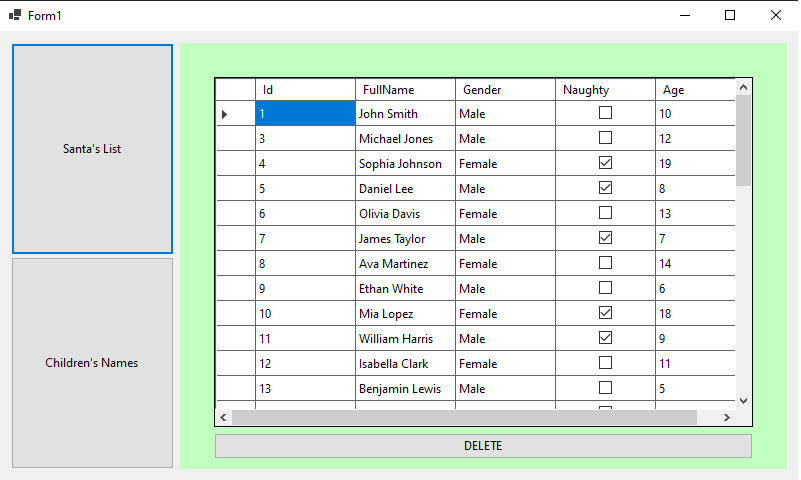 Form1
Santa's List
Children's Names
Id FullName Gender Naughty Age
1 John Smith Male 10
3 Michael Jones Male 12
4 Sophia Johnson Female 19
5 Daniel Lee Male 8
6 Olivia Davis Female 13
7 James Taylor Male 7
8 Ava Martinez Female 14
9 Ethan White Male 6
10 Mia Lopez Female 18
11 William Harris Male 9
12 Isabella Clark Female 11
13 Benjamin Lewis Male 5
DELETE